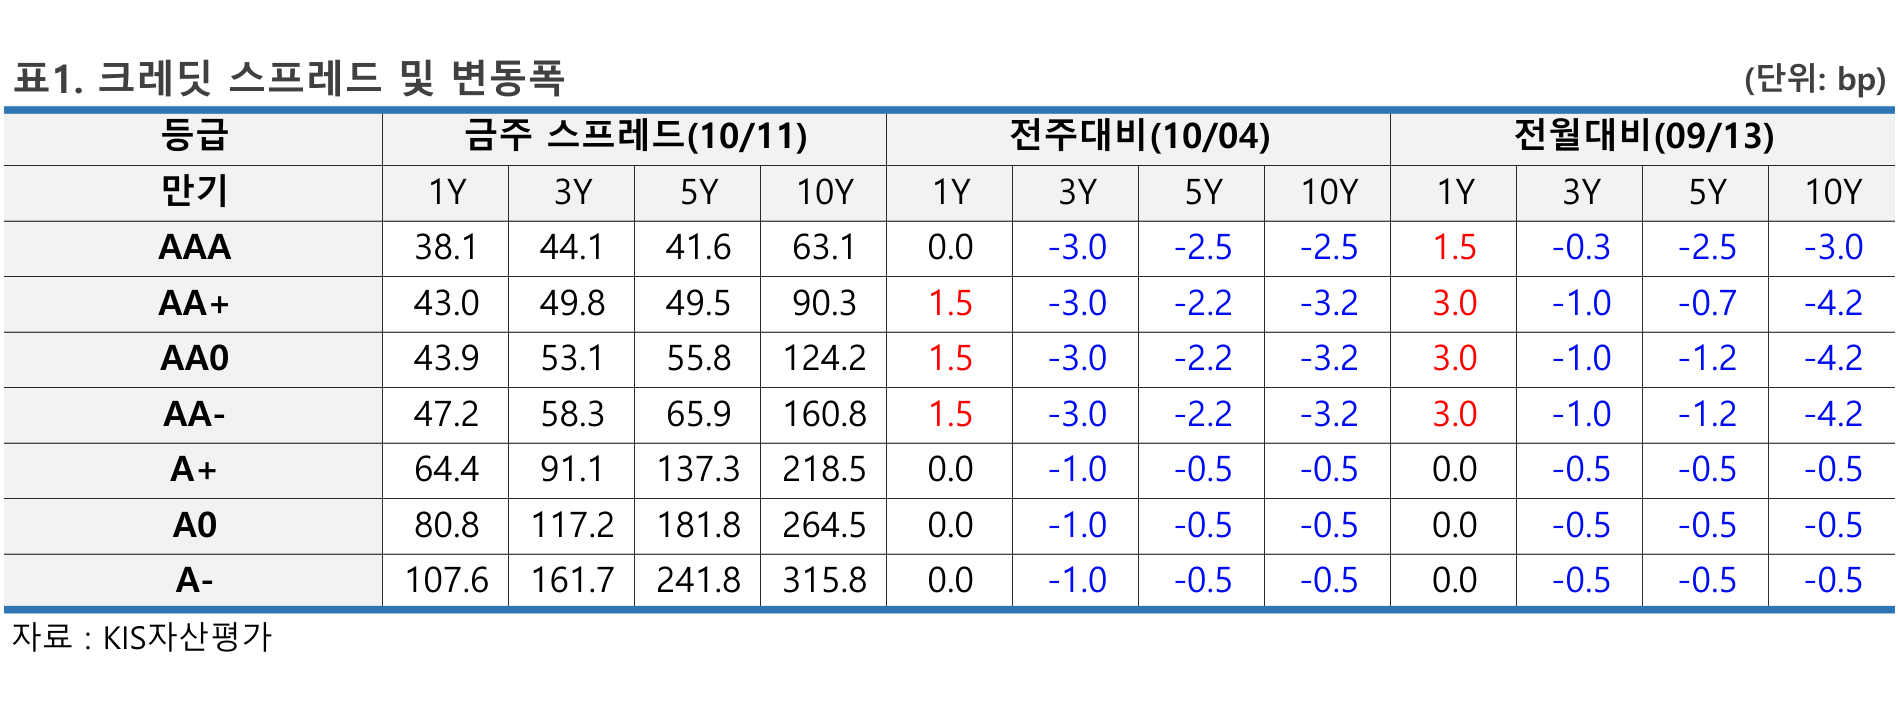 표1. 크레딧 스프레드 및 변동폭 (단위: bp)
등급 금주 스프레드(10/11) 전주대비(10/04) 전월대비(09/13)
만기 1Y 3Y 5Y 10Y 1Y 3Y 5Y 10Y 1Y 3Y 5Y 10Y
AAA 38.1 44.1 41.6 63.1 0.0 -3.0 -2.5 -2.5 1.5 -0.3 -2.5 -3.0
AA+ 43.0 49.8 49.5 90.3 1.5 -3.0 -2.2 -3.2 3.0 -1.0 -0.7 -4.2
AA0 43.9 53.1 55.8 124.2 1.5 -3.0 -2.2 -3.2 3.0 -1.0 -1.2 -4.2
AA- 47.2 58.3 65.9 160.8 1.5 -3.0 -2.2 -3.2 3.0 -1.0 -1.2 -4.2
A+ 64.4 91.1 137.3 218.5 0.0 -1.0 -0.5 -0.5 0.0 -0.5 -0.5 -0.5
A0 80.8 117.2 181.8 264.5 0.0 -1.0 -0.5 -0.5 0.0 -0.5 -0.5 -0.5
A- 107.6 161.7 241.8 315.8 0.0 -1.0 -0.5 -0.5 0.0 -0.5 -0.5 -0.5
자료 : KIS자산평가